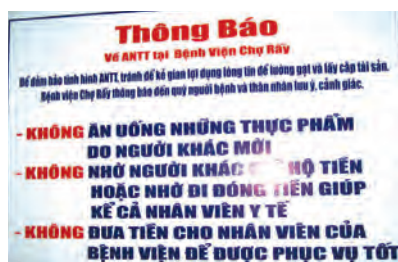 Thông Báo
Về ANTT tại Bệnh Viện Chợ Rẫy
Để đảm bảo tình hình ANTT, tránh để kẻ gian lợi dụng lòng tin để lường gạt và lấy cắp tài sản.
Bệnh viện Chợ Rẫy thông báo đến quý người bệnh và thân nhân lưu ý, cảnh giác.
- KHÔNG ĂN UỐNG NHỮNG THỰC PHẨM
DO NGƯỜI KHÁC MỜI
- KHÔNG NHỜ NGƯỜI KHÁC HỘ TIỀN
HOẶC NHỜ ĐI ĐÓNG TIỀN GIÚP
KỂ CẢ NHÂN VIÊN Y TẾ
- KHÔNG ĐƯA TIỀN CHO NHÂN VIÊN CỦA
BỆNH VIỆN ĐỂ ĐƯỢC PHỤC VỤ TỐT